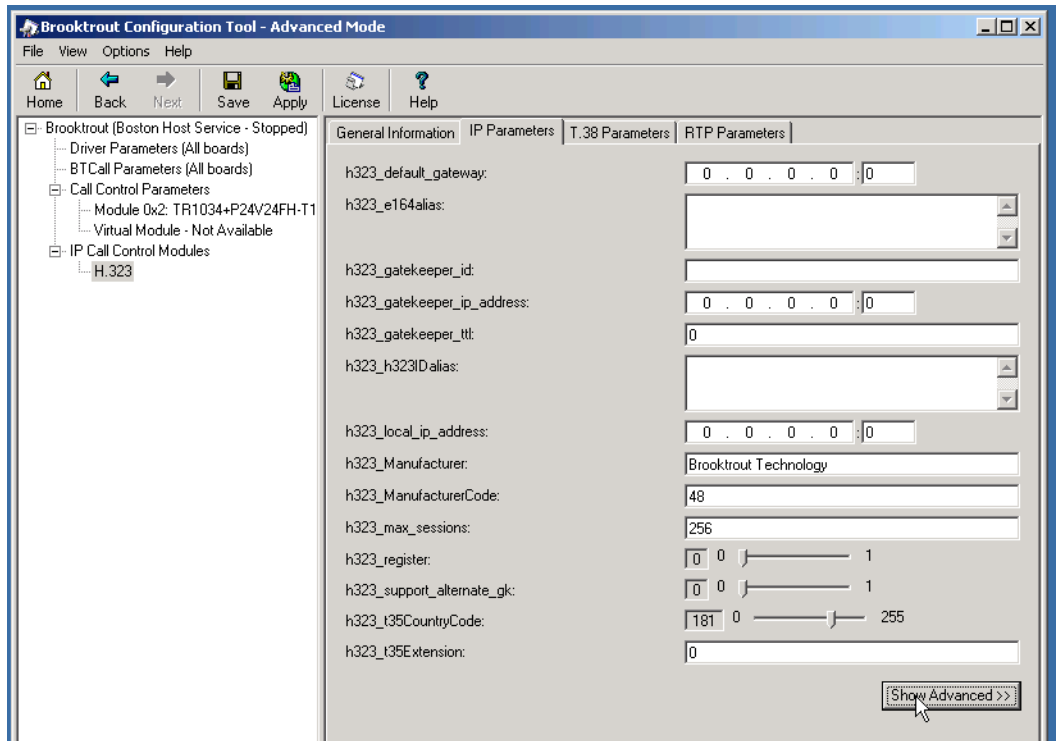 Brooktrout Configuration Tool - Advanced Mode
File View Options Help
Home Back Next Save Apply License Help
Brooktrout (Boston Host Service - Stopped)
Driver Parameters (All boards)
BTCall Parameters (All boards)
Call Control Parameters
Module 0x2: TR1034+P24V24FH-T1
Virtual Module - Not Available
IP Call Control Modules
H.323
General Information IP Parameters T.38 Parameters RTP Parameters
h323_default_gateway: 0 . 0 . 0 . 0 : 0
h323_e164alias:
h323_gatekeeper_id:
h323_gatekeeper_ip_address: 0 . 0 . 0 . 0 : 0
h323_gatekeeper_ttl: 0
h323_h323IDalias:
h323_local_ip_address: 0 . 0 . 0 . 0 : 0
h323_Manufacturer: Brooktrout Technology
h323_ManufacturerCode: 48
h323_max_sessions: 256
h323_register: 0 0 1
h323_support_alternate_gk: 0 0 1
h323_t35CountryCode: 181 0 255
h323_t35Extension: 0
Show Advanced >>